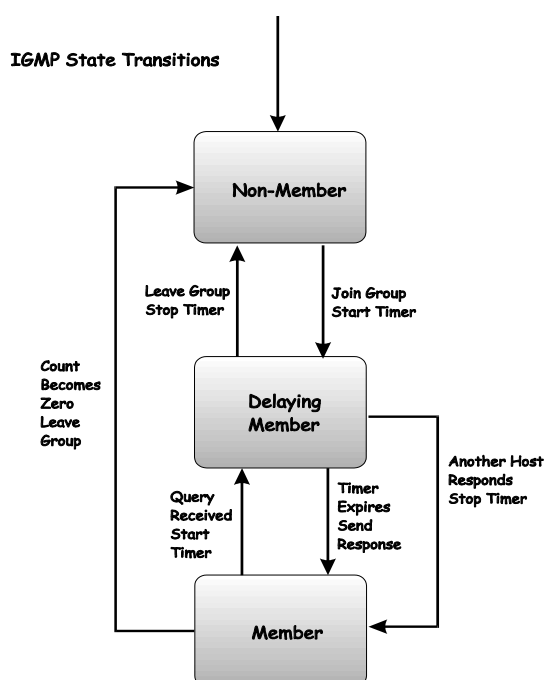 IGMP State Transitions
Non-Member
Leave Group
Stop Timer
Join Group
Start Timer
Count
Becomes
Zero
Leave
Group
Delaying
Member
Another Host
Responds
Stop Timer
Query
Received
Start
Timer
Timer
Expires
Send
Response
Member